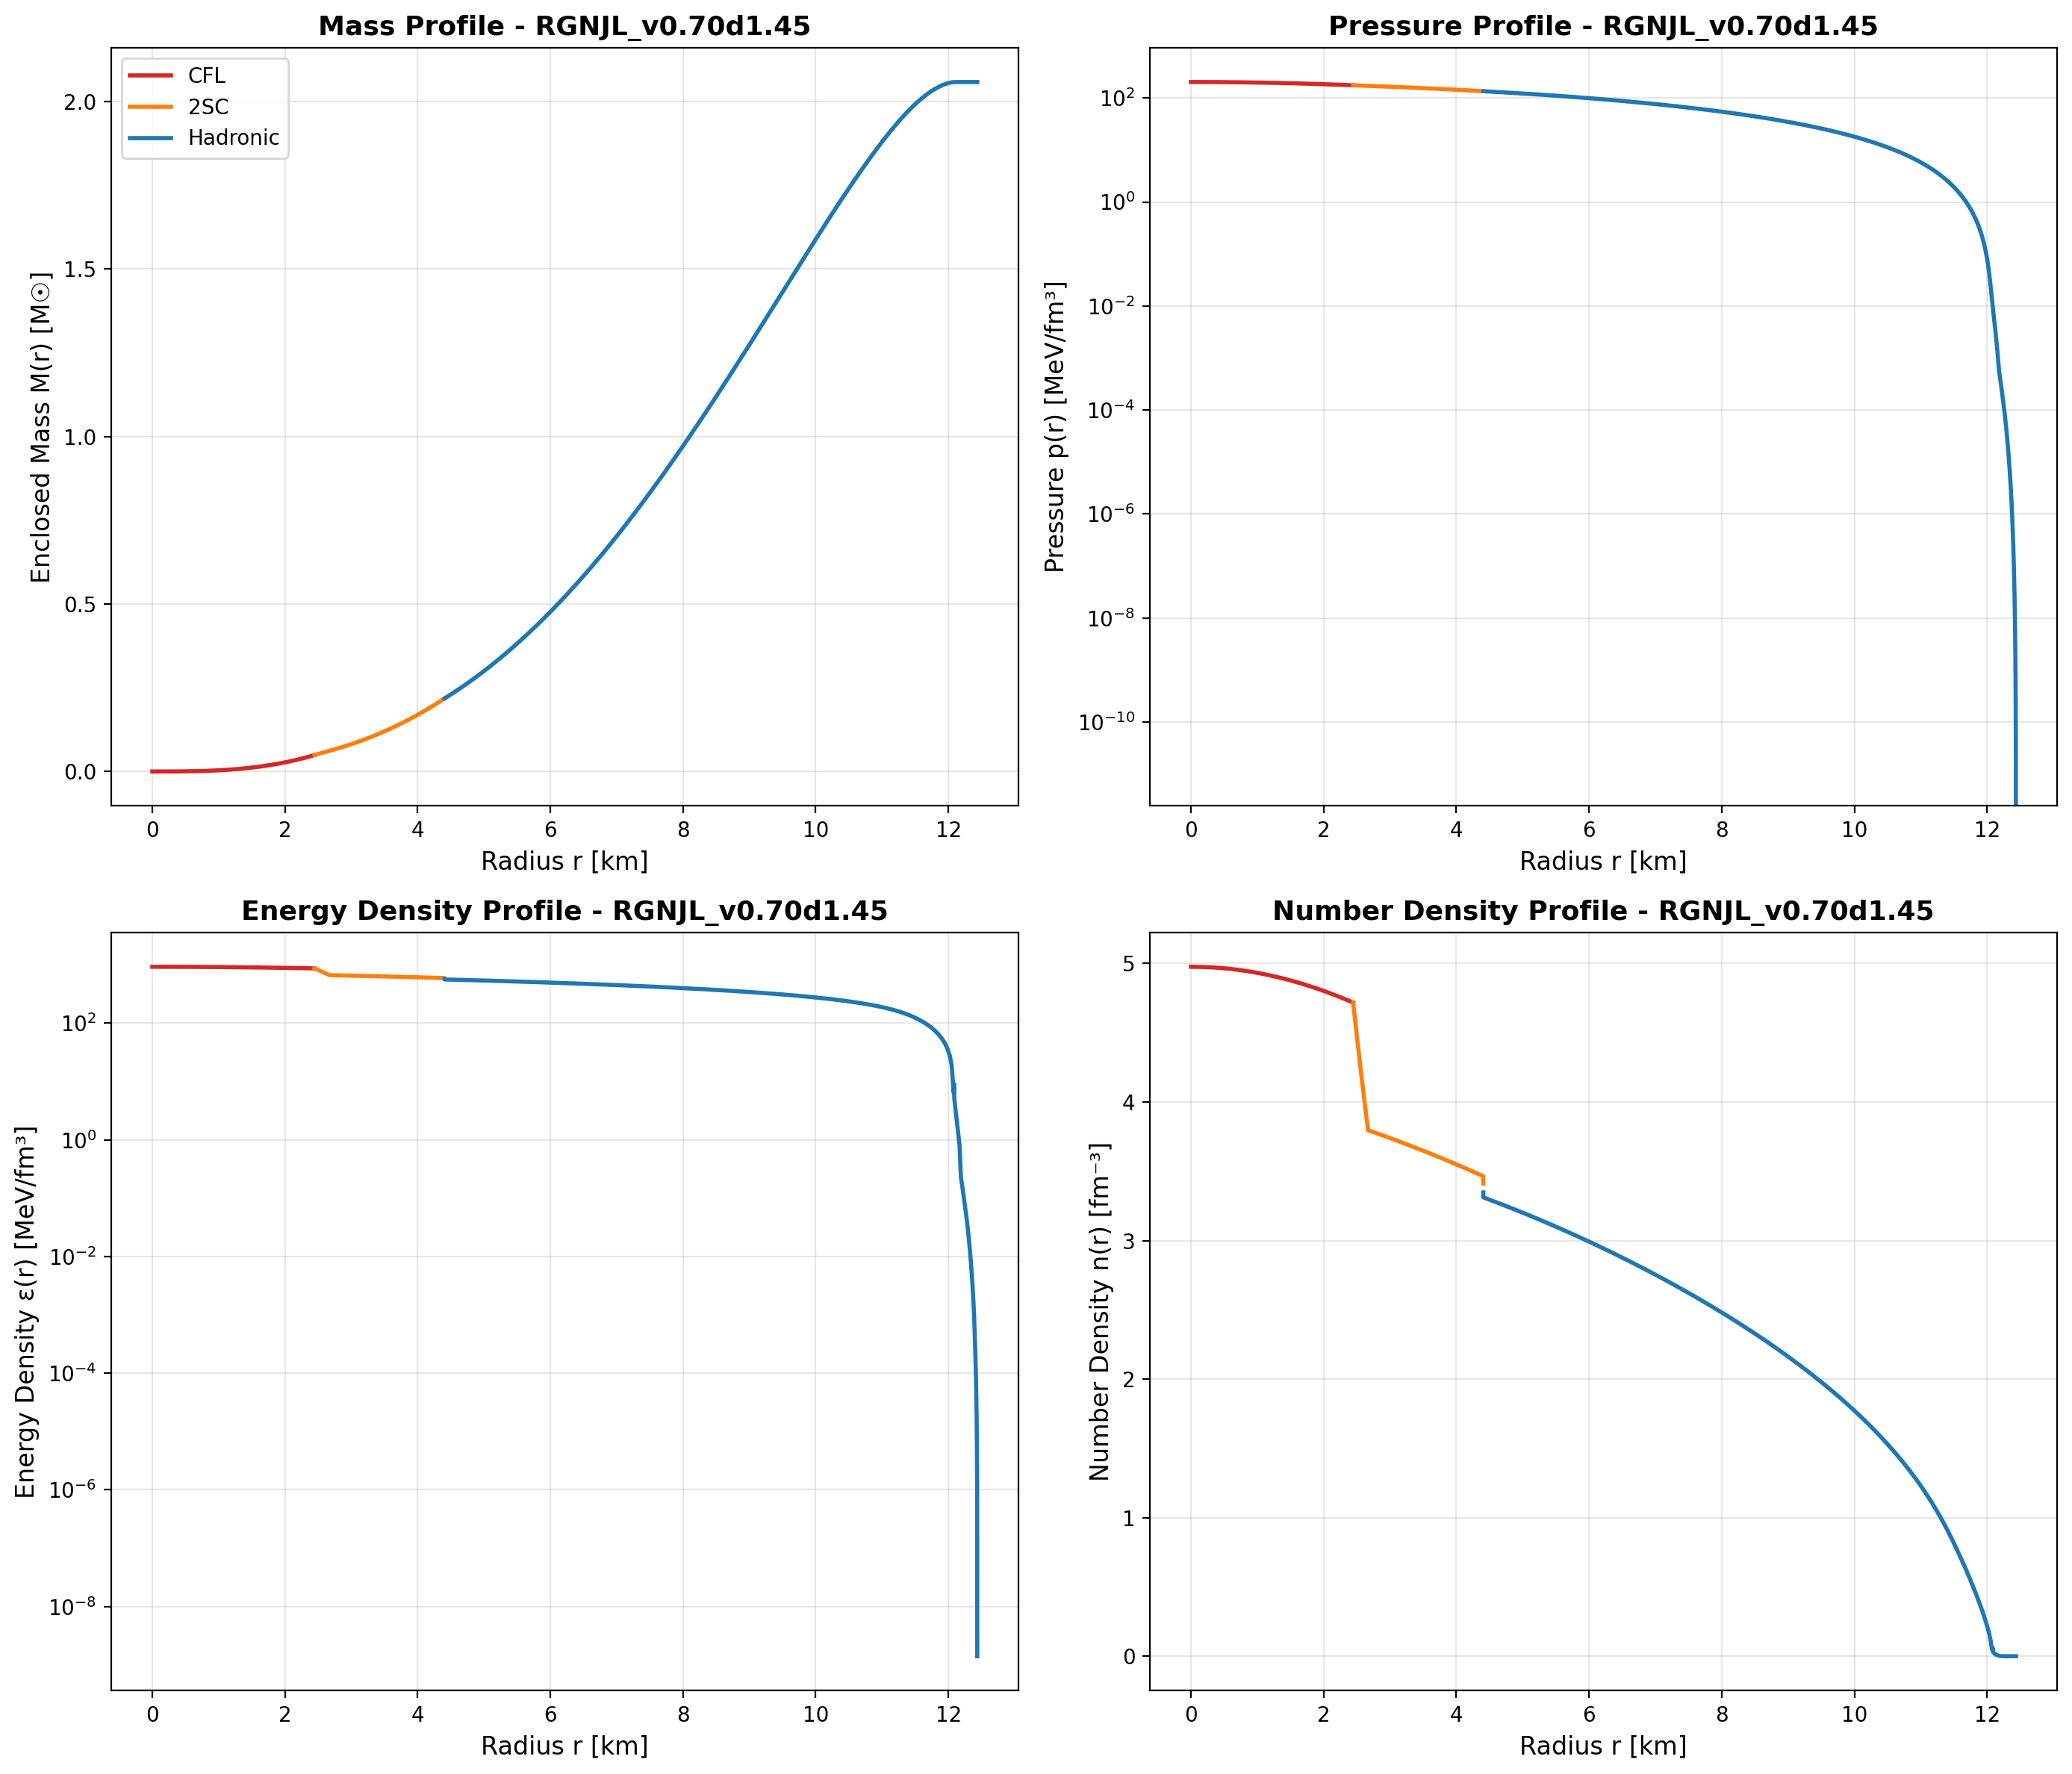 Mass Profile - RGNJL_v0.70d1.45
CFL
2SC
Hadronic
2.0
1.5
1.0
0.5
0.0
Enclosed Mass M(r) [M☉]
0 2 4 6 8 10 12
Radius r [km]
Pressure Profile - RGNJL_v0.70d1.45
10²
10⁰
10⁻²
10⁻⁴
10⁻⁶
10⁻⁸
10⁻¹⁰
Pressure p(r) [MeV/fm³]
0 2 4 6 8 10 12
Radius r [km]
Energy Density Profile - RGNJL_v0.70d1.45
10²
10⁰
10⁻²
10⁻⁴
10⁻⁶
10⁻⁸
Energy Density ε(r) [MeV/fm³]
0 2 4 6 8 10 12
Radius r [km]
Number Density Profile - RGNJL_v0.70d1.45
5
4
3
2
1
0
Number Density n(r) [fm⁻³]
0 2 4 6 8 10 12
Radius r [km]